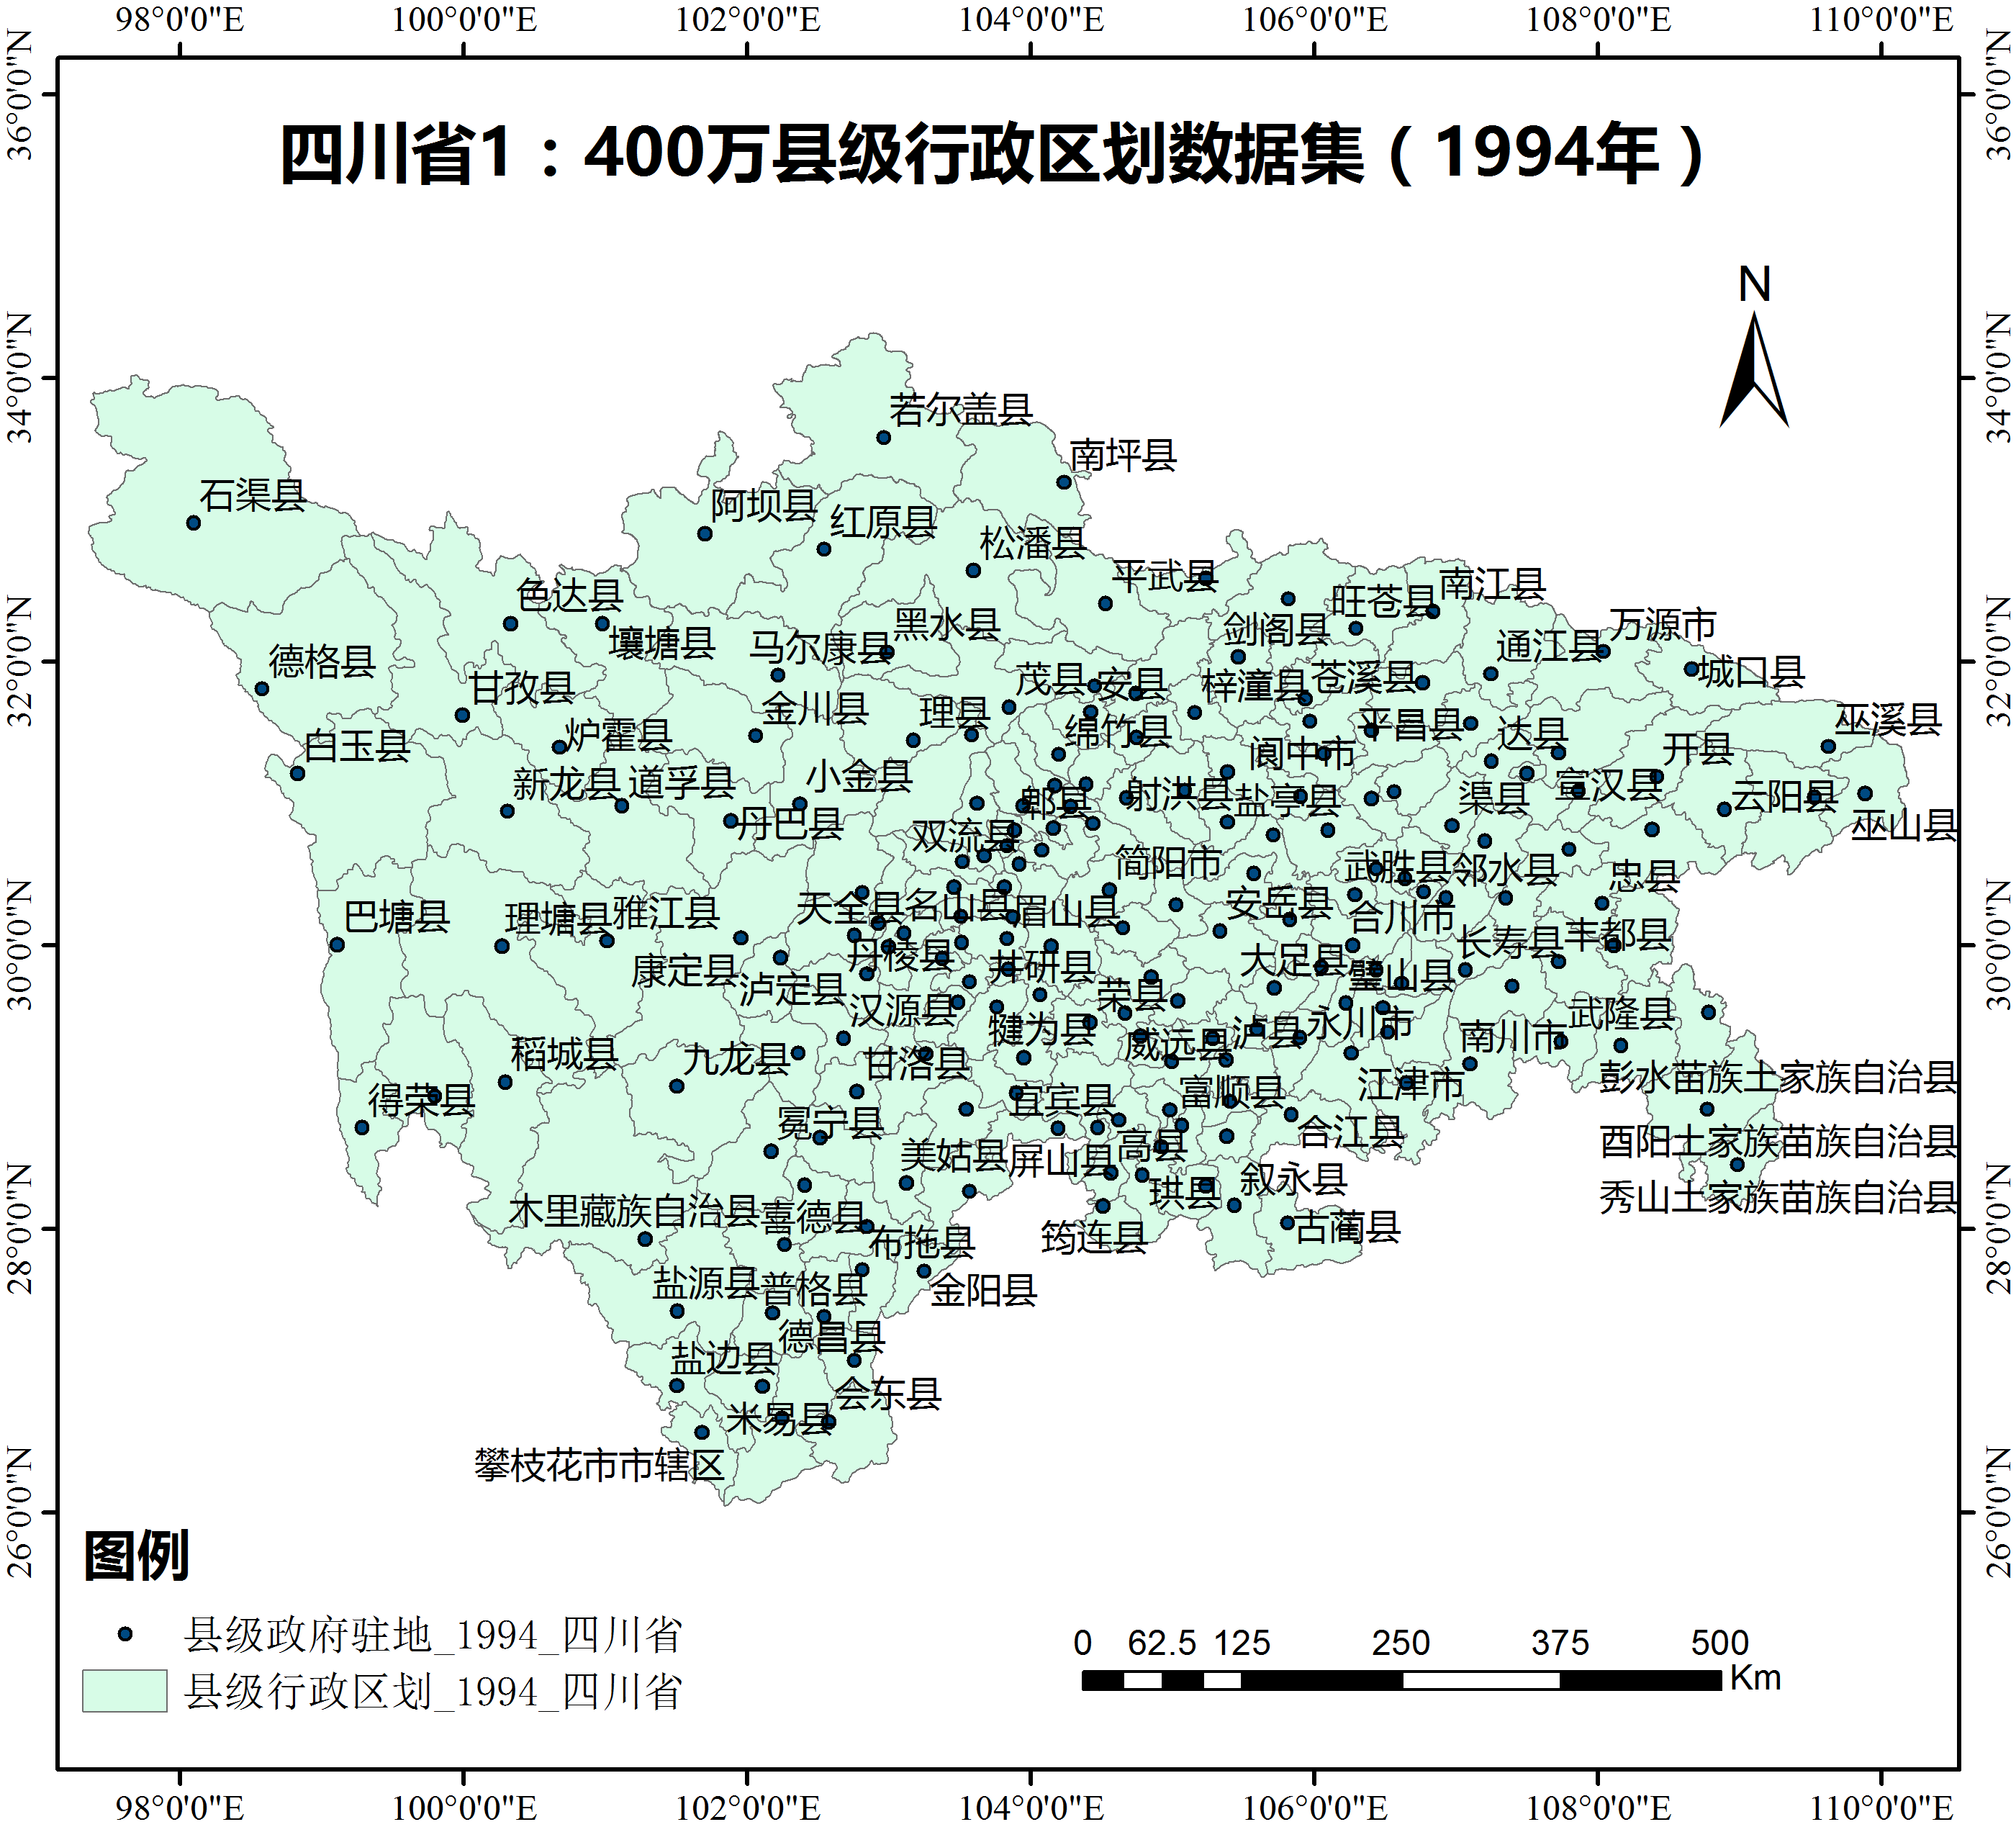 98°0'0"E 100°0'0"E 102°0'0"E 104°0'0"E 106°0'0"E 108°0'0"E 110°0'0"E
36°0'0"N 36°0'0"N
四川省1：400万县级行政区划数据集（1994年）
N
34°0'0"N 34°0'0"N
若尔盖县
南坪县
石渠县
阿坝县
红原县
松潘县
平武县
南江县
色达县
旺苍县
32°0'0"N 32°0'0"N
黑水县
剑阁县
万源市
壤塘县
马尔康县
通江县
德格县
城口县
茂县
安县
梓潼县
苍溪县
甘孜县
金川县
理县
巫溪县
炉霍县
绵竹县
平昌县
达县
白玉县
阆中市
开县
新龙县
道孚县
小金县
宣汉县
郫县
射洪县
盐亭县
渠县
云阳县
丹巴县
双流县
巫山县
简阳市
武胜县
邻水县
忠县
巴塘县
理塘县
雅江县
天全县
名山县
眉山县
安岳县
合川市
30°0'0"N 30°0'0"N
长寿县
丰都县
康定县
丹棱县
井研县
大足县
璧山县
泸定县
汉源县
荣县
犍为县
永川市
武隆县
稻城县
九龙县
甘洛县
威远县
泸县
南川市
得荣县
宜宾县
富顺县
江津市
彭水苗族土家族自治县
冕宁县
合江县
美姑县
屏山县
高县
酉阳土家族苗族自治县
珙县
叙永县
秀山土家族苗族自治县
28°0'0"N 28°0'0"N
木里藏族自治县
喜德县
布拖县
筠连县
古蔺县
盐源县
普格县
金阳县
德昌县
盐边县
会东县
米易县
攀枝花市市辖区
26°0'0"N 26°0'0"N
图例
县级政府驻地_1994_四川省
县级行政区划_1994_四川省
0 62.5 125 250 375 500
Km
98°0'0"E 100°0'0"E 102°0'0"E 104°0'0"E 106°0'0"E 108°0'0"E 110°0'0"E